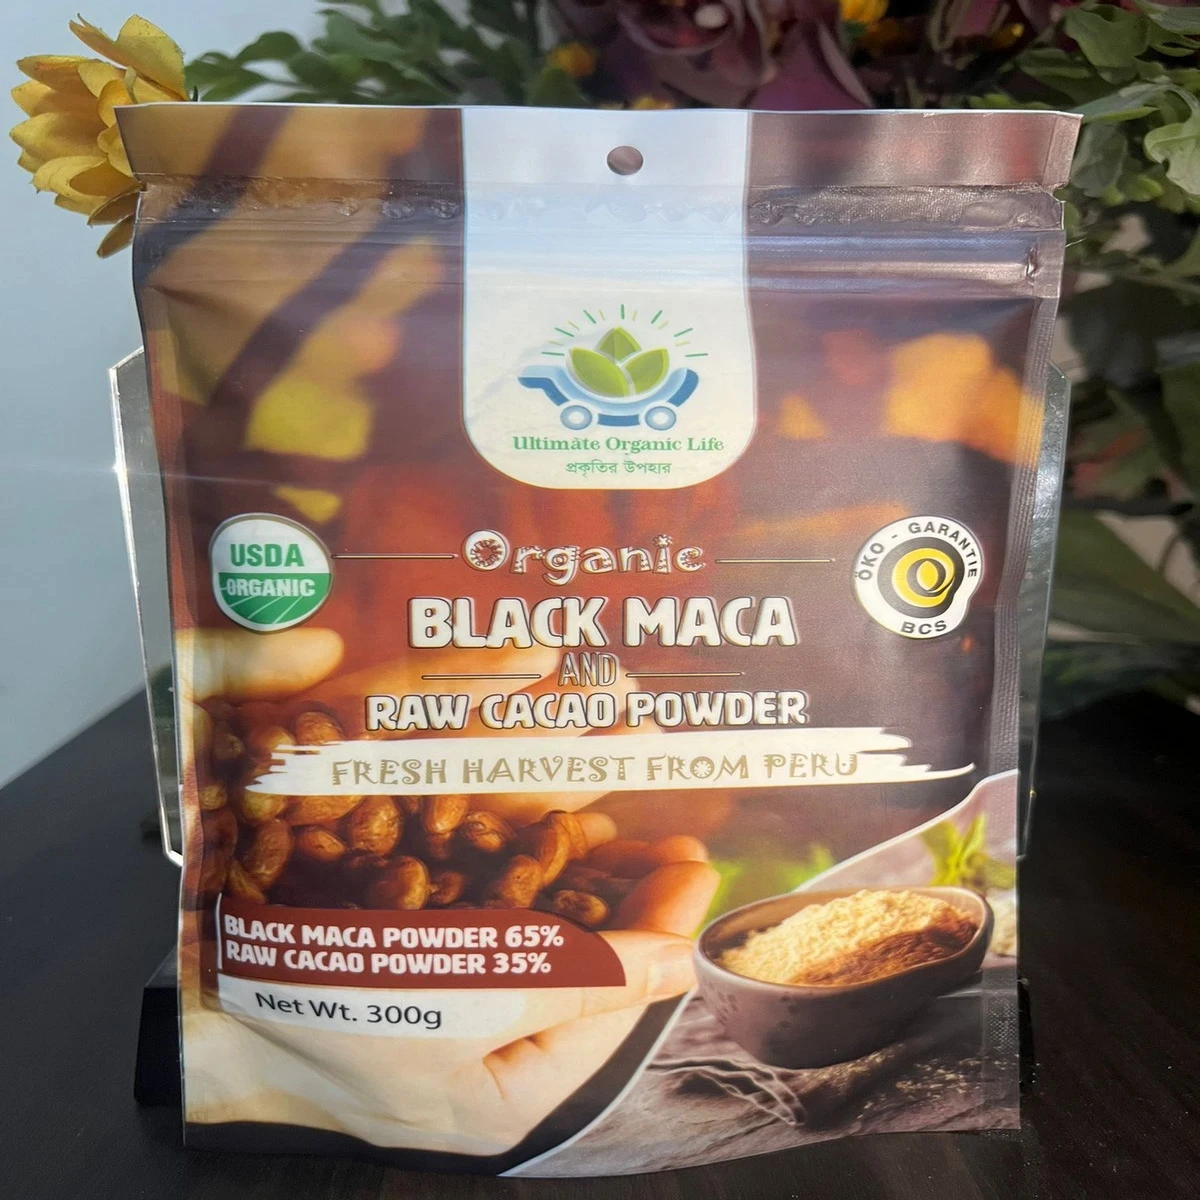 Ultimate Organic Life
প্রকৃতির উপহার
USDA
ORGANIC
Organic
ÖKO - GARANTIE
BCS
BLACK MACA
AND
RAW CACAO POWDER
FRESH HARVEST FROM PERU
BLACK MACA POWDER 65%
RAW CACAO POWDER 35%
Net Wt. 300g